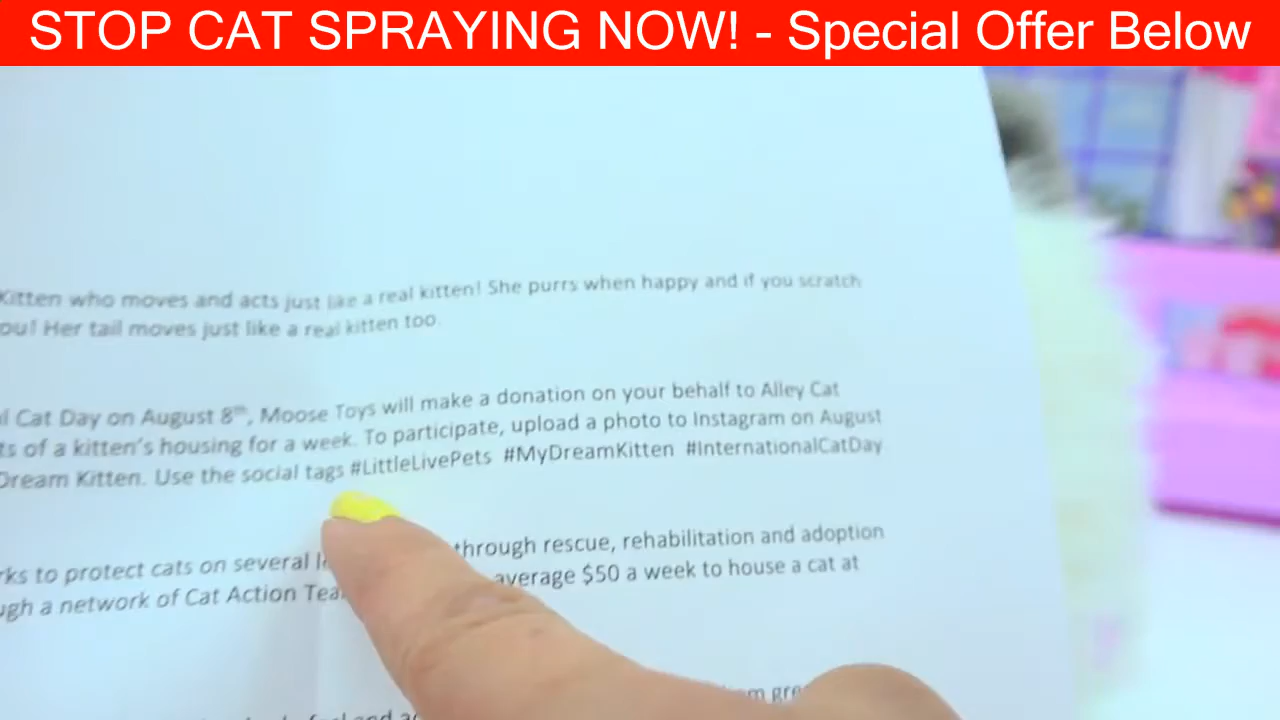 STOP CAT SPRAYING NOW! - Special Offer Below
Kitten who moves and acts just like a real kitten! She purrs when happy and if you scratch
ou! Her tail moves just like a real kitten too.
l Cat Day on August 8th, Moose Toys will make a donation on your behalf to Alley Cat
ts of a kitten's housing for a week. To participate, upload a photo to Instagram on August
Dream Kitten. Use the social tags #LittleLivePets #MyDreamKitten #InternationalCatDay
rks to protect cats on several through rescue, rehabilitation and adoption
ugh a network of Cat Action average $50 a week to house a cat at